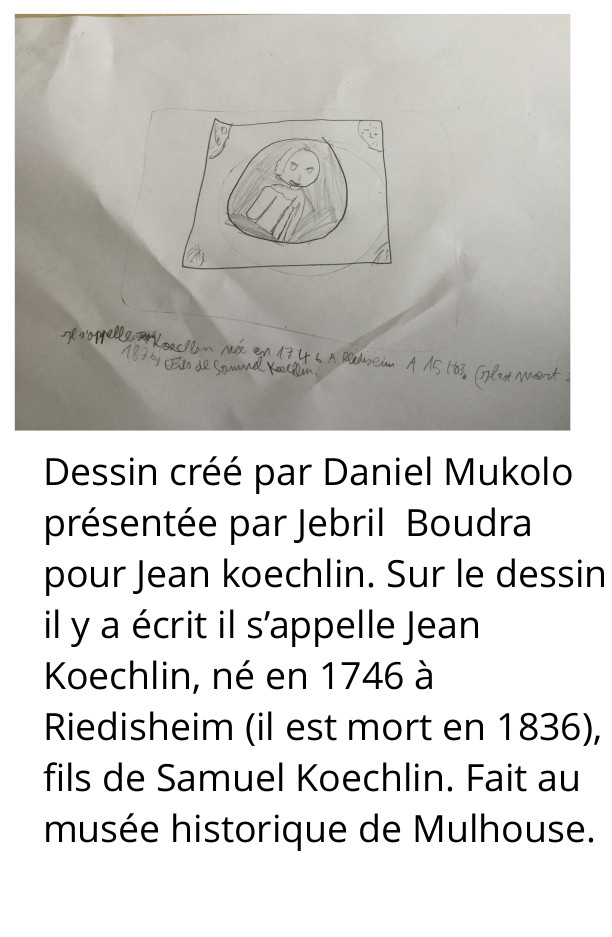 il s'appelle Koechlin née en 1746 A Riedisheim A 15 h03 (il est mort
1836) Fils de Samuel Koechlin.
Dessin créé par Daniel Mukolo
présentée par Jebril Boudra
pour Jean koechlin. Sur le dessin
il y a écrit il s’appelle Jean
Koechlin, né en 1746 à
Riedisheim (il est mort en 1836),
fils de Samuel Koechlin. Fait au
musée historique de Mulhouse.